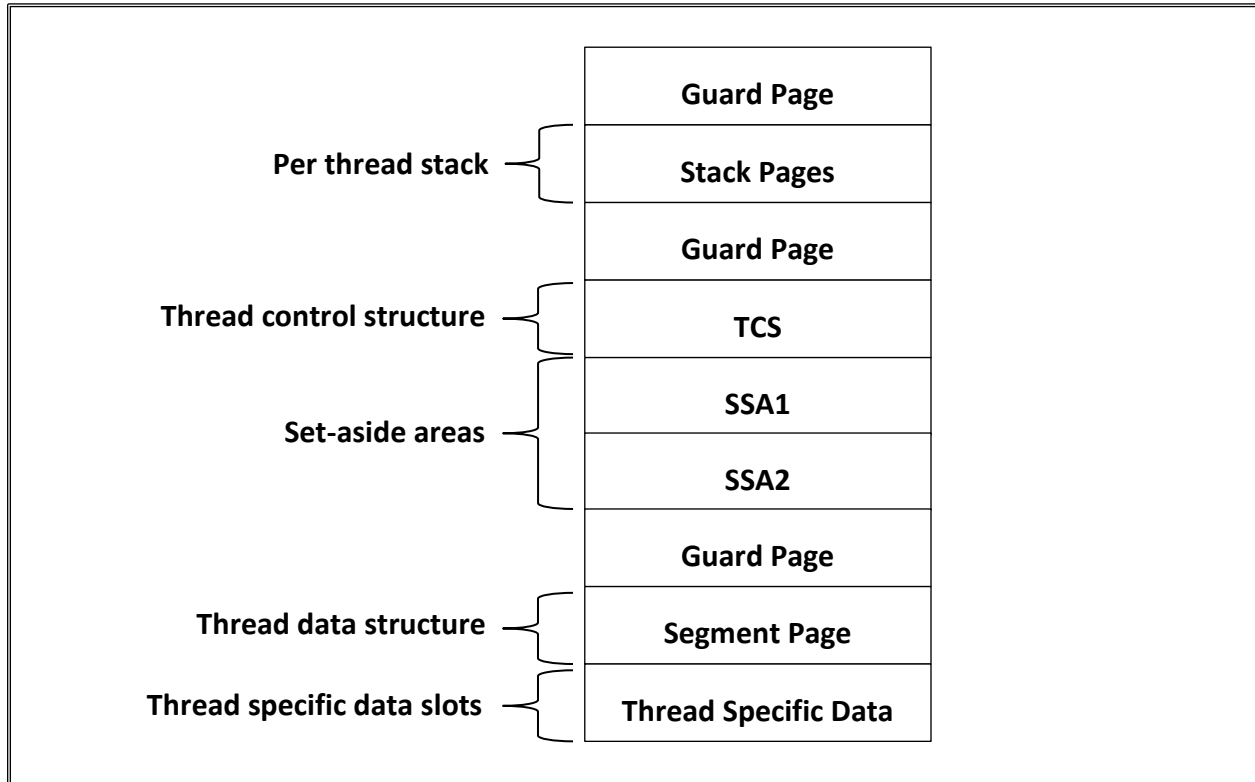 Guard Page
Per thread stack
Stack Pages
Guard Page
Thread control structure
TCS
SSA1
Set-aside areas
SSA2
Guard Page
Thread data structure
Segment Page
Thread specific data slots
Thread Specific Data